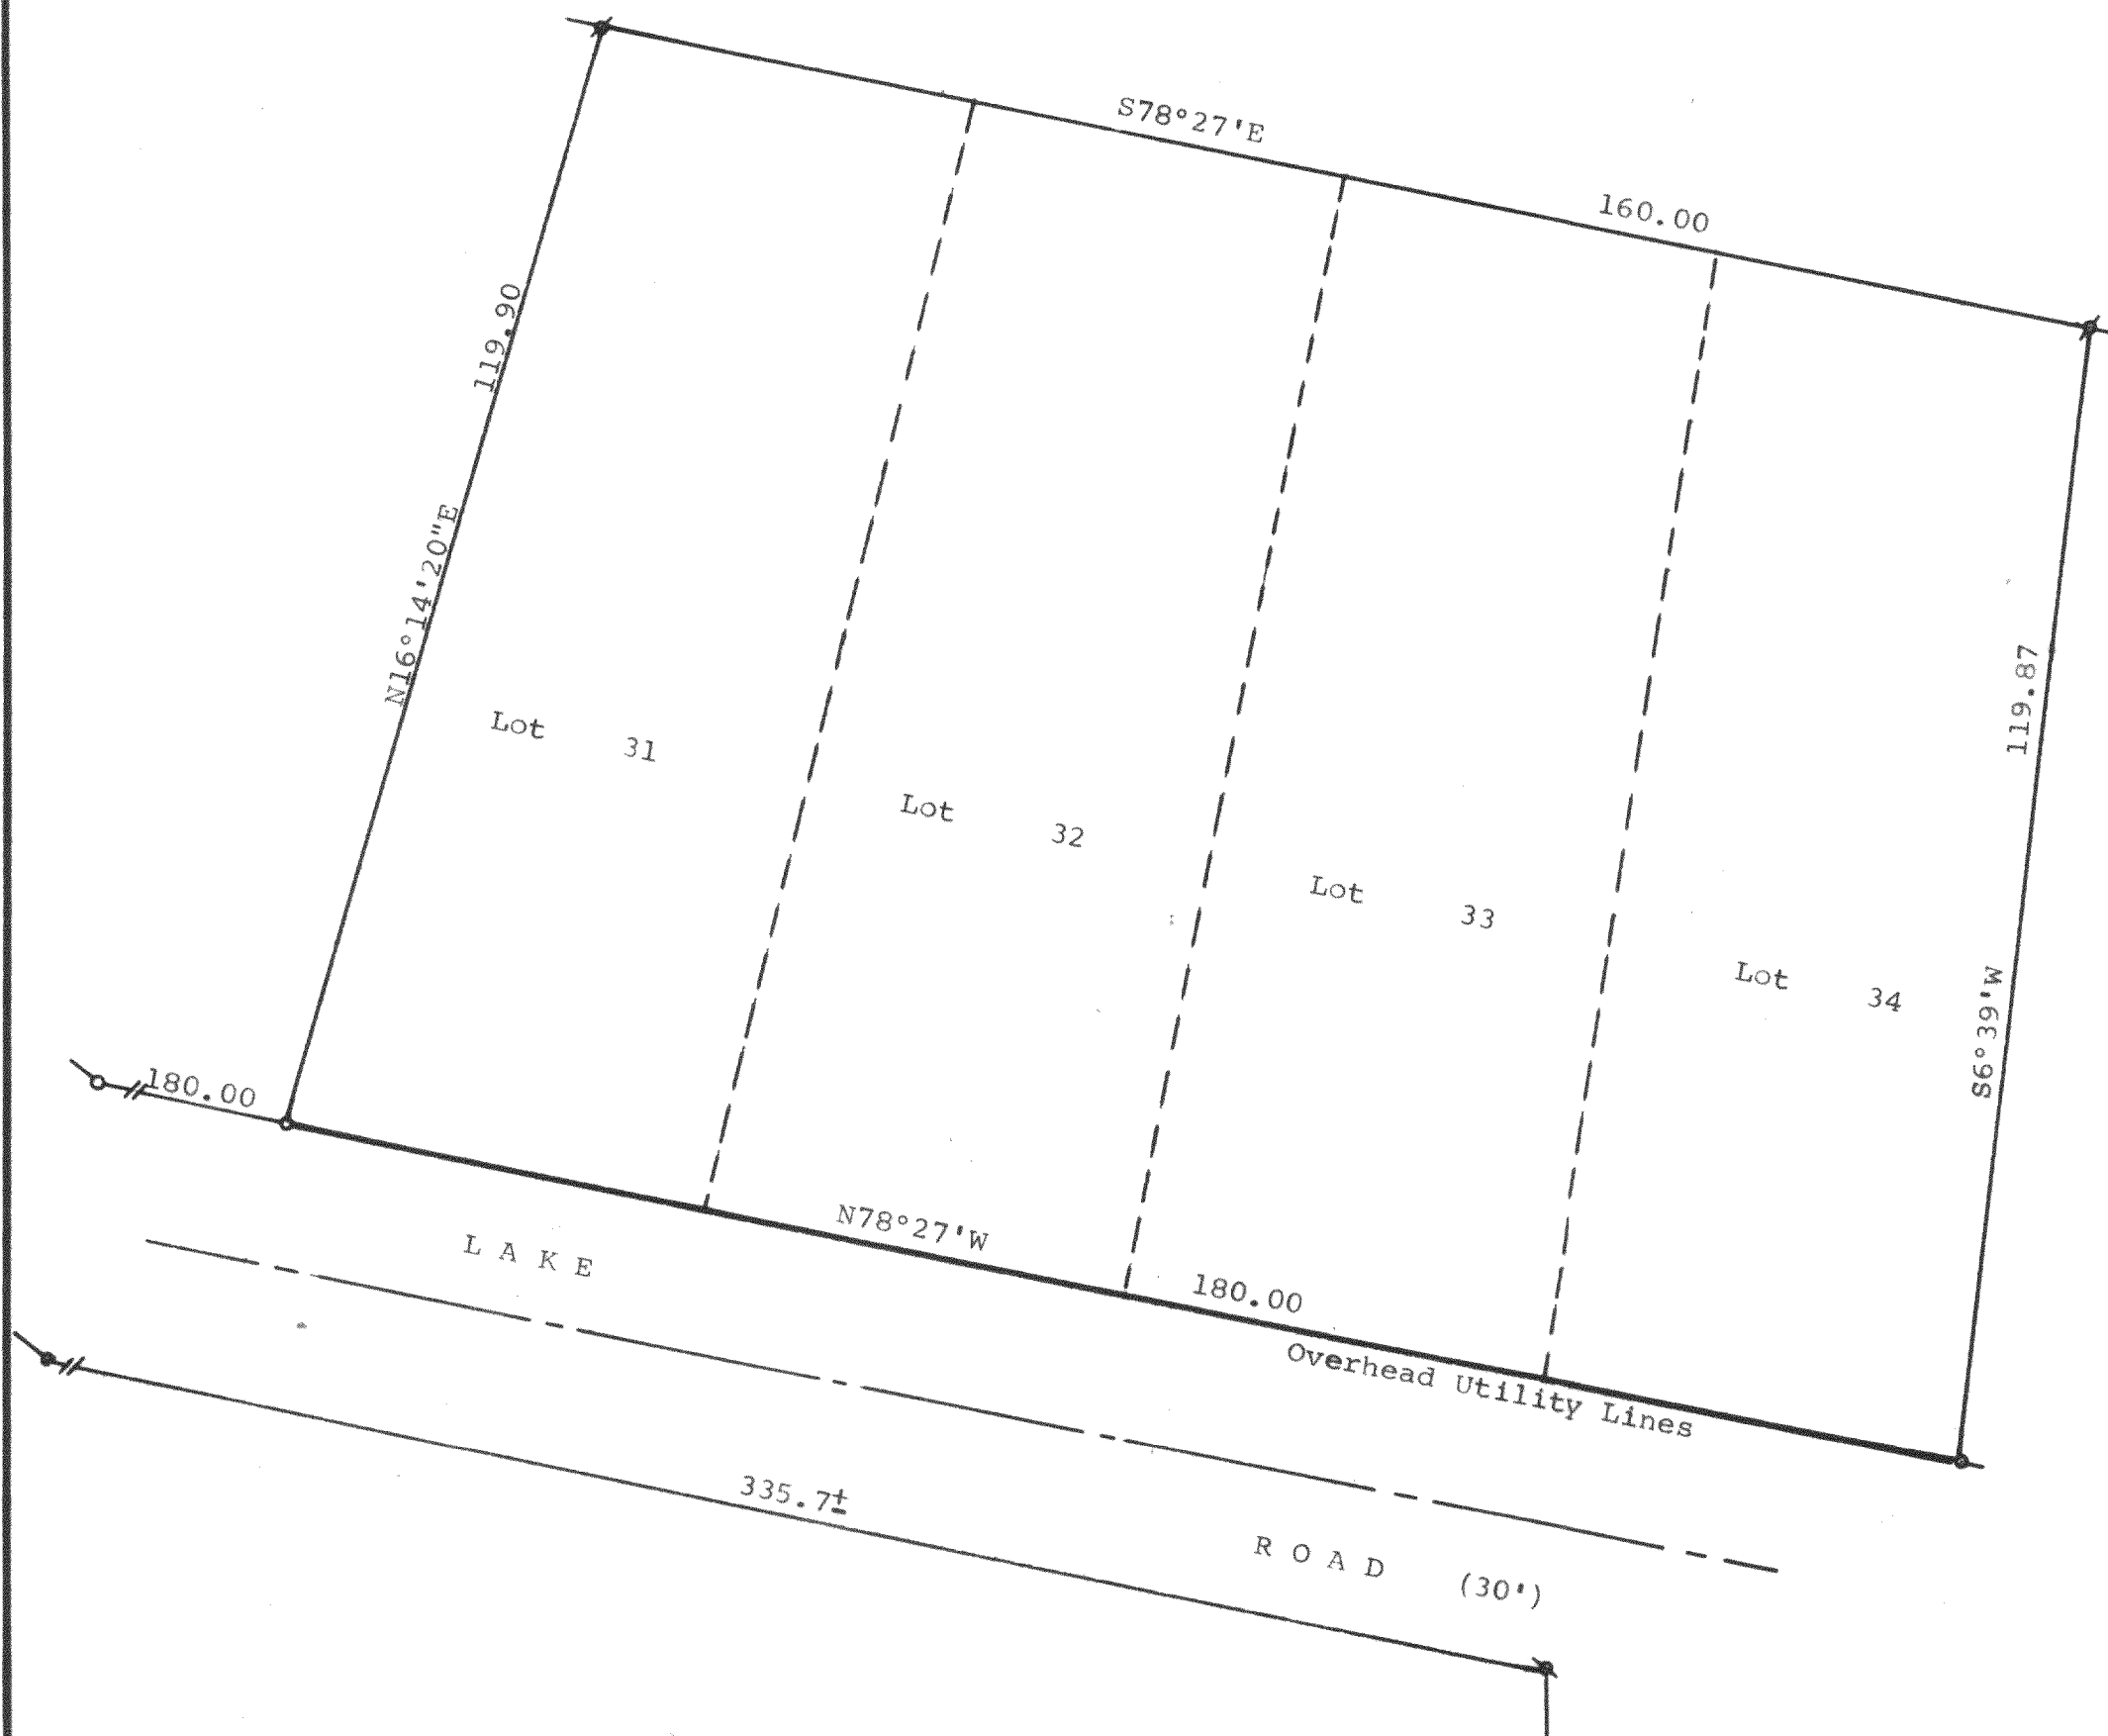 S78°27'E
160.00
119.90
N16°14'20"E
119.87
S6°39'W
Lot 31
Lot 32
Lot 33
Lot 34
180.00
N78°27'W
180.00
Overhead Utility Lines
LAKE
ROAD (30')
335.7±